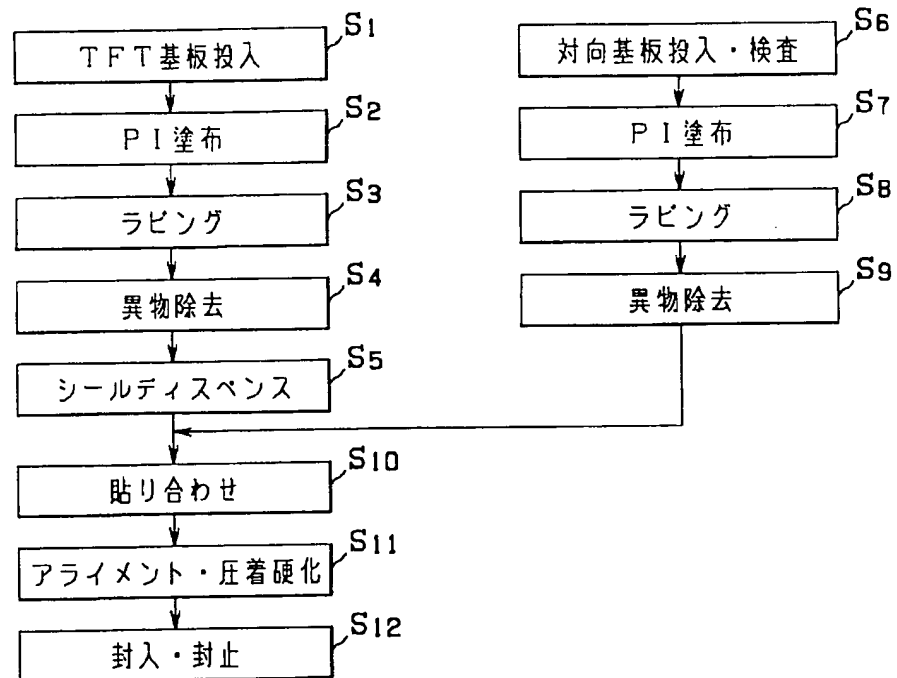 TFT基板投入 S1
PI塗布 S2
ラビング S3
異物除去 S4
シールディスペンス S5
対向基板投入・検査 S6
PI塗布 S7
ラビング S8
異物除去 S9
貼り合わせ S10
アライメント・圧着硬化 S11
封入・封止 S12